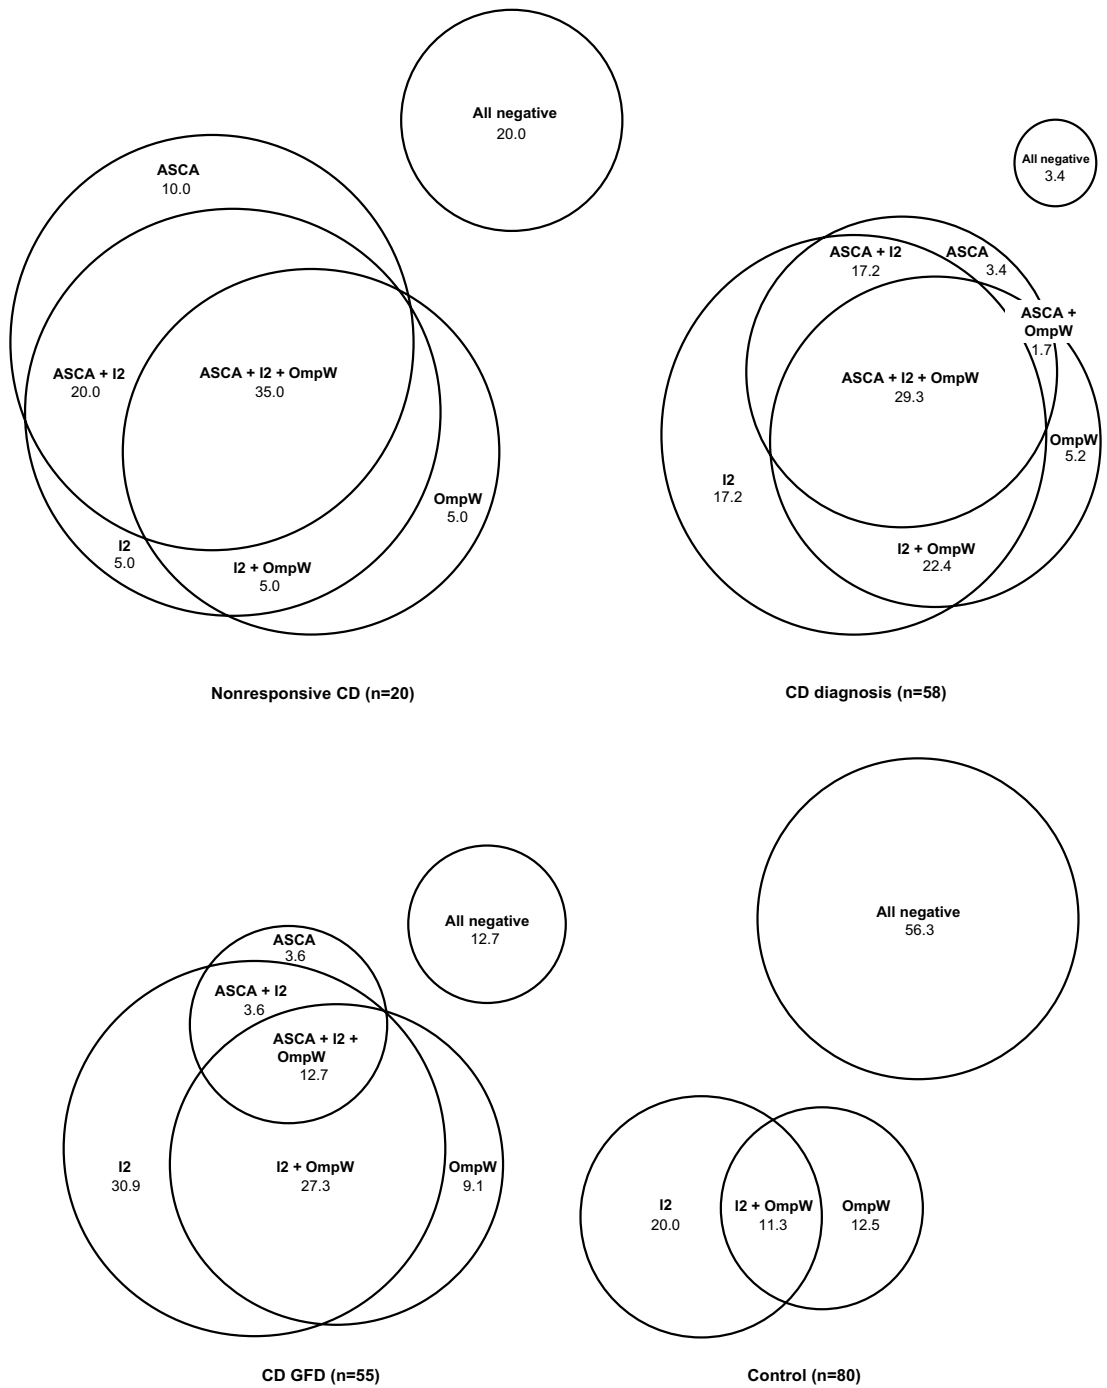 All negative
20.0
ASCA
10.0
ASCA + I2
20.0
ASCA + I2 + OmpW
35.0
OmpW
5.0
I2
5.0
I2 + OmpW
5.0
Nonresponsive CD (n=20)
All negative
3.4
ASCA + I2
17.2
ASCA
3.4
ASCA +
OmpW
1.7
ASCA + I2 + OmpW
29.3
OmpW
5.2
I2
17.2
I2 + OmpW
22.4
CD diagnosis (n=58)
All negative
12.7
ASCA
3.6
ASCA + I2
3.6
ASCA + I2 +
OmpW
12.7
I2
30.9
I2 + OmpW
27.3
OmpW
9.1
CD GFD (n=55)
All negative
56.3
I2
20.0
I2 + OmpW
11.3
OmpW
12.5
Control (n=80)